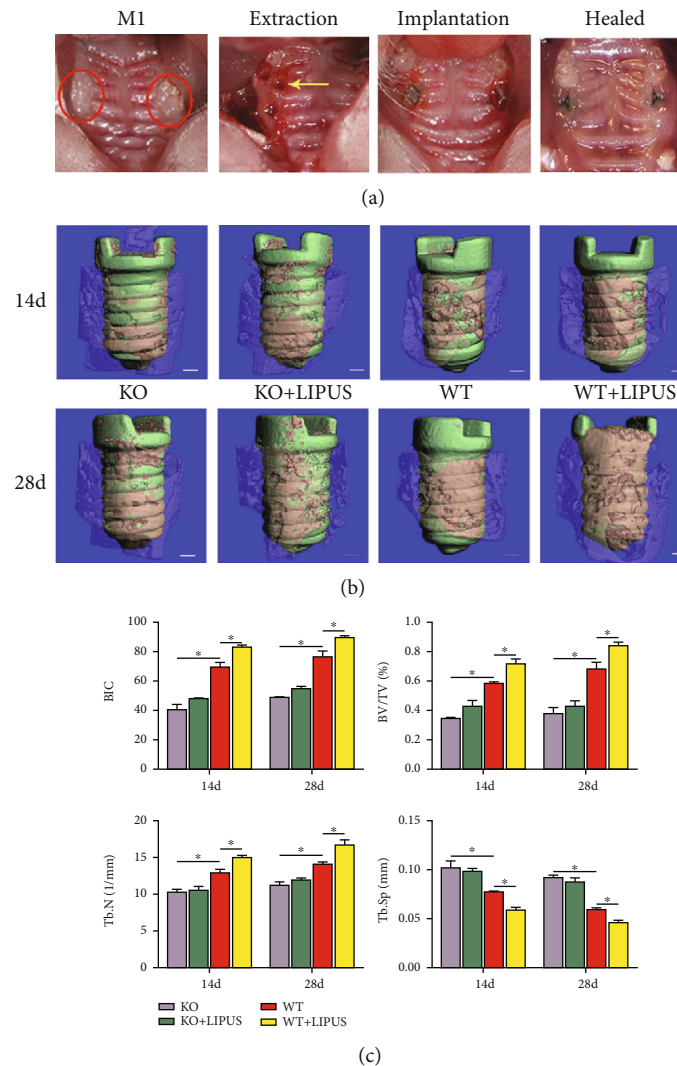 M1 Extraction Implantation Healed
(a)
14d
KO KO+LIPUS WT WT+LIPUS
28d
(b)
100
80
60
40
20
0
BIC
* * * *
14d 28d
1.0
0.8
0.6
0.4
0.2
0.0
BV/TV (%)
* * * *
14d 28d
20
15
10
5
0
Tb.N (1/mm)
* * * *
14d 28d
0.15
0.10
0.05
0.00
Tb.Sp (mm)
* * * *
14d 28d
KO WT
KO+LIPUS WT+LIPUS
(c)